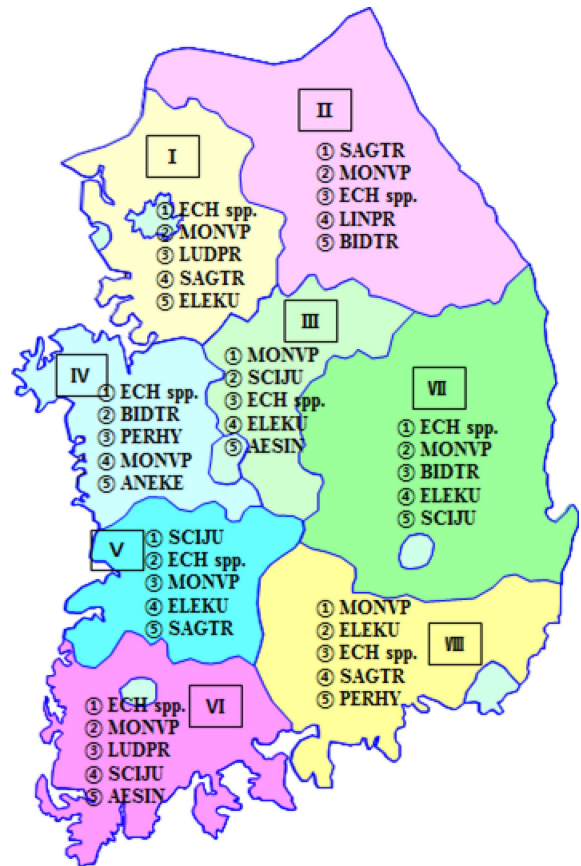 Ⅰ
① ECH spp.
② MONVP
③ LUDPR
④ SAGTR
⑤ ELEKU
Ⅱ
① SAGTR
② MONVP
③ ECH spp.
④ LINPR
⑤ BIDTR
Ⅲ
① MONVP
② SCIJU
③ ECH spp.
④ ELEKU
⑤ AESIN
Ⅳ
① ECH spp.
② BIDTR
③ PERHY
④ MONVP
⑤ ANEKE
Ⅴ
① SCIJU
② ECH spp.
③ MONVP
④ ELEKU
⑤ SAGTR
Ⅵ
① ECH spp.
② MONVP
③ LUDPR
④ SCIJU
⑤ AESIN
Ⅶ
① ECH spp.
② MONVP
③ BIDTR
④ ELEKU
⑤ SCIJU
Ⅷ
① MONVP
② ELEKU
③ ECH spp.
④ SAGTR
⑤ PERHY